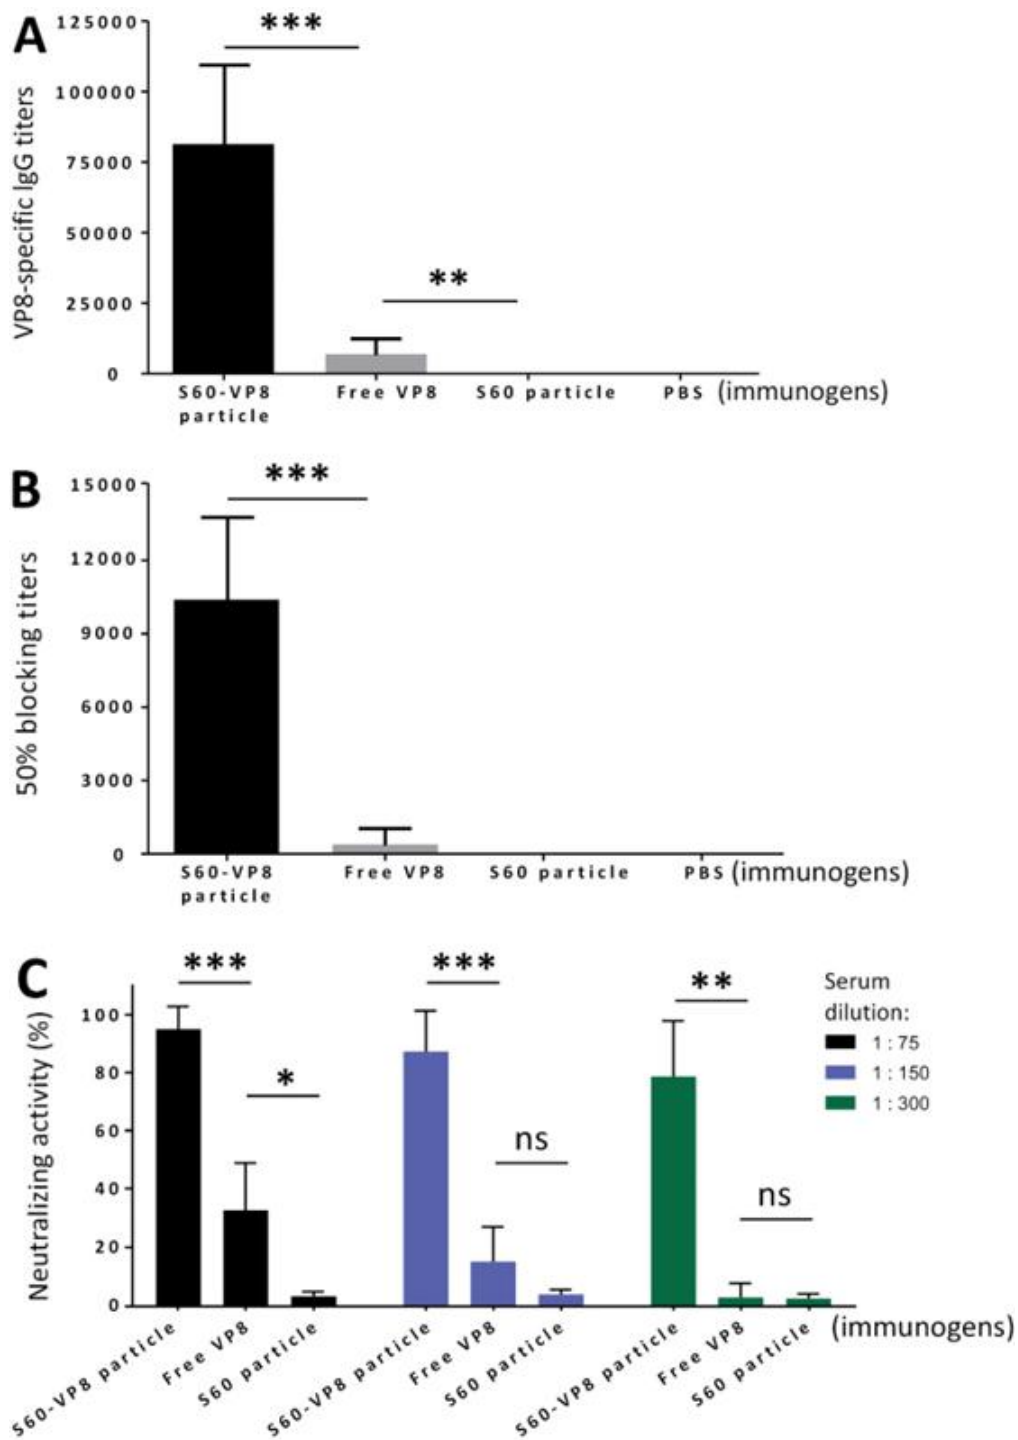 A
VP8-specific IgG titers
125000
100000
75000
50000
25000
0
***
**
S60-VP8
particle
Free VP8
S60 particle
PBS
(immunogens)
B
50% blocking titers
15000
12000
9000
6000
3000
0
***
S60-VP8
particle
Free VP8
S60 particle
PBS
(immunogens)
C
Neutralizing activity (%)
100
80
60
40
20
0
***
*
***
ns
**
ns
Serum
dilution:
1 : 75
1 : 150
1 : 300
S60-VP8 particle
Free VP8
S60 particle
S60-VP8 particle
Free VP8
S60 particle
S60-VP8 particle
Free VP8
S60 particle
(immunogens)